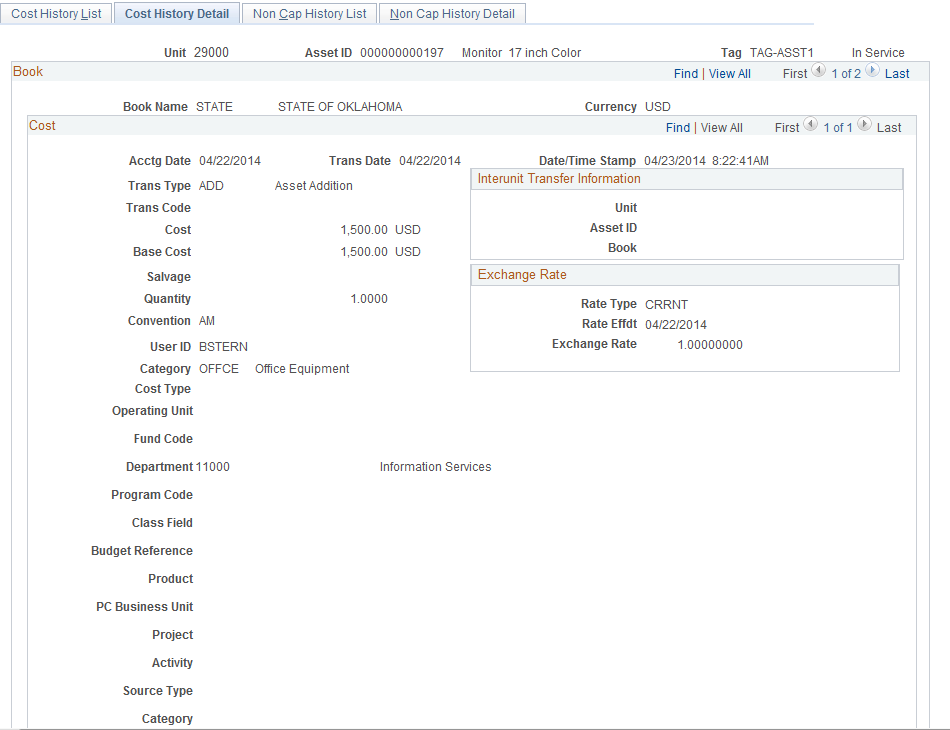 Cost History List Cost History Detail Non Cap History List Non Cap History Detail
Unit 29000 Asset ID 000000000197 Monitor 17 inch Color Tag TAG-ASST1 In Service
Book Find | View All First 1 of 2 Last
Book Name STATE STATE OF OKLAHOMA Currency USD
Cost Find | View All First 1 of 1 Last
Acctg Date 04/22/2014 Trans Date 04/22/2014 Date/Time Stamp 04/23/2014 8:22:41AM
Trans Type ADD Asset Addition
Interunit Transfer Information
Trans Code
Unit
Cost 1,500.00 USD
Asset ID
Base Cost 1,500.00 USD
Book
Salvage
Exchange Rate
Quantity 1.0000
Rate Type CRRNT
Convention AM
Rate Effdt 04/22/2014
User ID BSTERN
Exchange Rate 1.00000000
Category OFFCE Office Equipment
Cost Type
Operating Unit
Fund Code
Department 11000 Information Services
Program Code
Class Field
Budget Reference
Product
PC Business Unit
Project
Activity
Source Type
Category